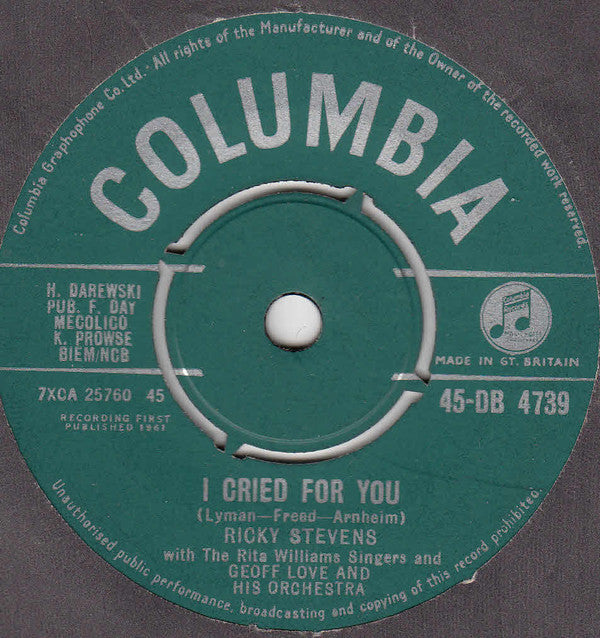 Columbia Graphophone Co. Ltd. · All rights of the Manufacturer and of the Owner of the recorded work reserved.
COLUMBIA
H. DAREWSKI
PUB. F. DAY
MECOLICO
K. PROWSE
BIEM/NCB
MADE IN GT. BRITAIN
7XCA 25760 45
45-DB 4739
RECORDING FIRST
PUBLISHED 1961
I CRIED FOR YOU
(Lyman—Freed—Arnheim)
RICKY STEVENS
with The Rita Williams Singers and
GEOFF LOVE AND
HIS ORCHESTRA
Unauthorised public performance, broadcasting and copying of this record prohibited.